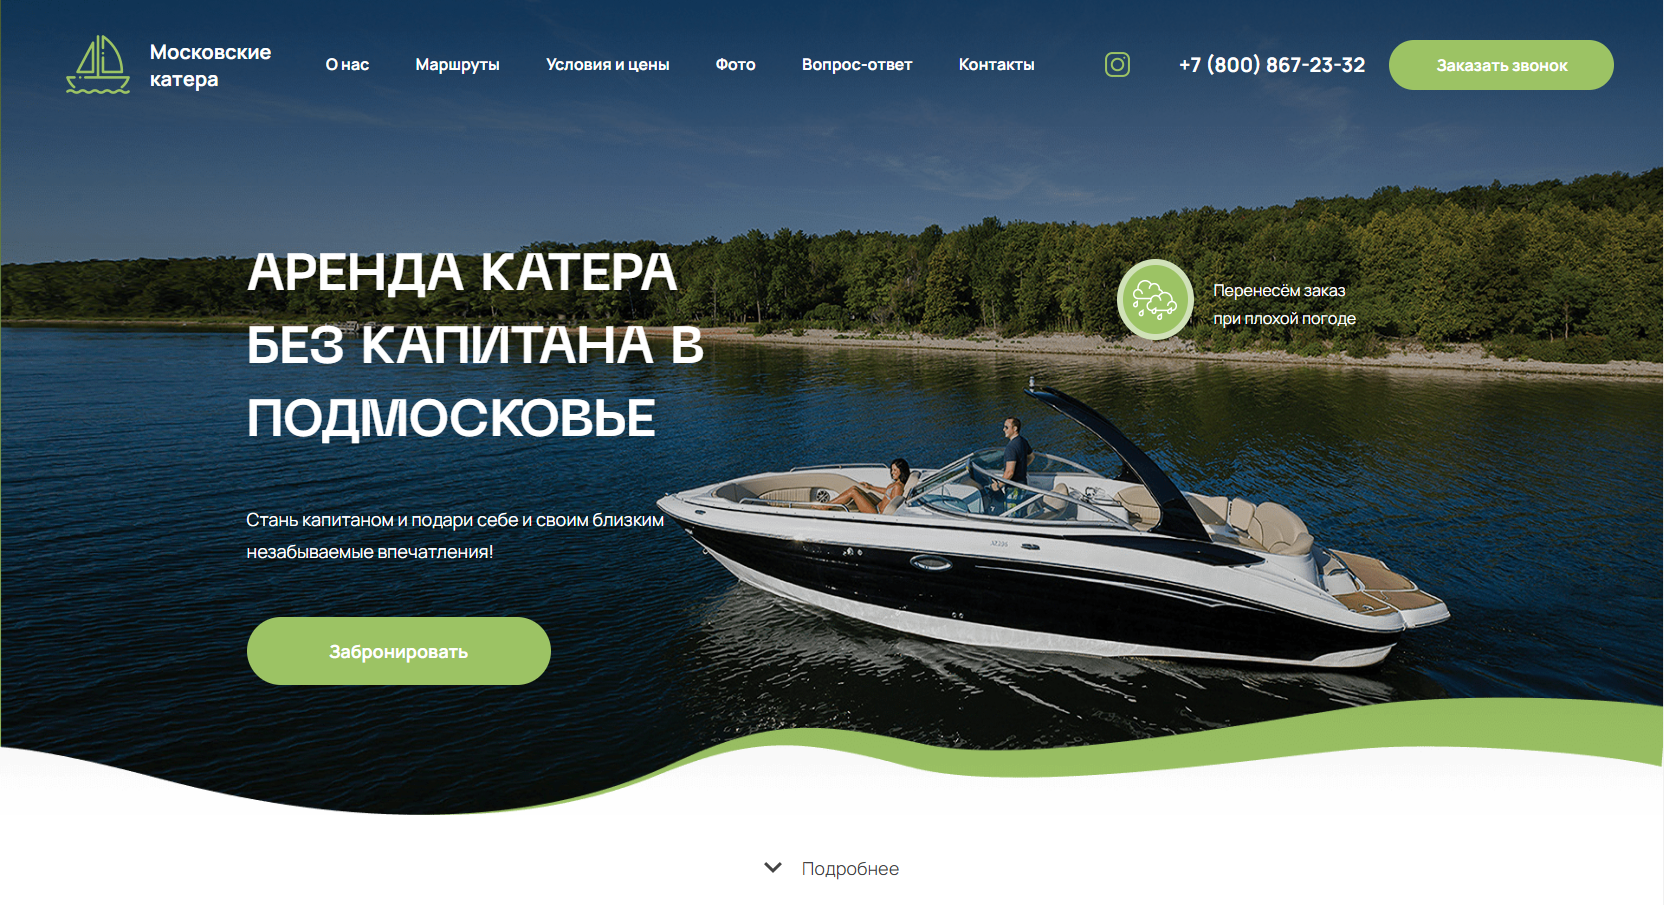 Московские
катера
О нас
Маршруты
Условия и цены
Фото
Вопрос-ответ
Контакты
+7 (800) 867-23-32
Заказать звонок
АРЕНДА КАТЕРА
БЕЗ КАПИТАНА В
ПОДМОСКОВЬЕ
Перенесём заказ
при плохой погоде
Стань капитаном и подари себе и своим близким
незабываемые впечатления!
Забронировать
Подробнее